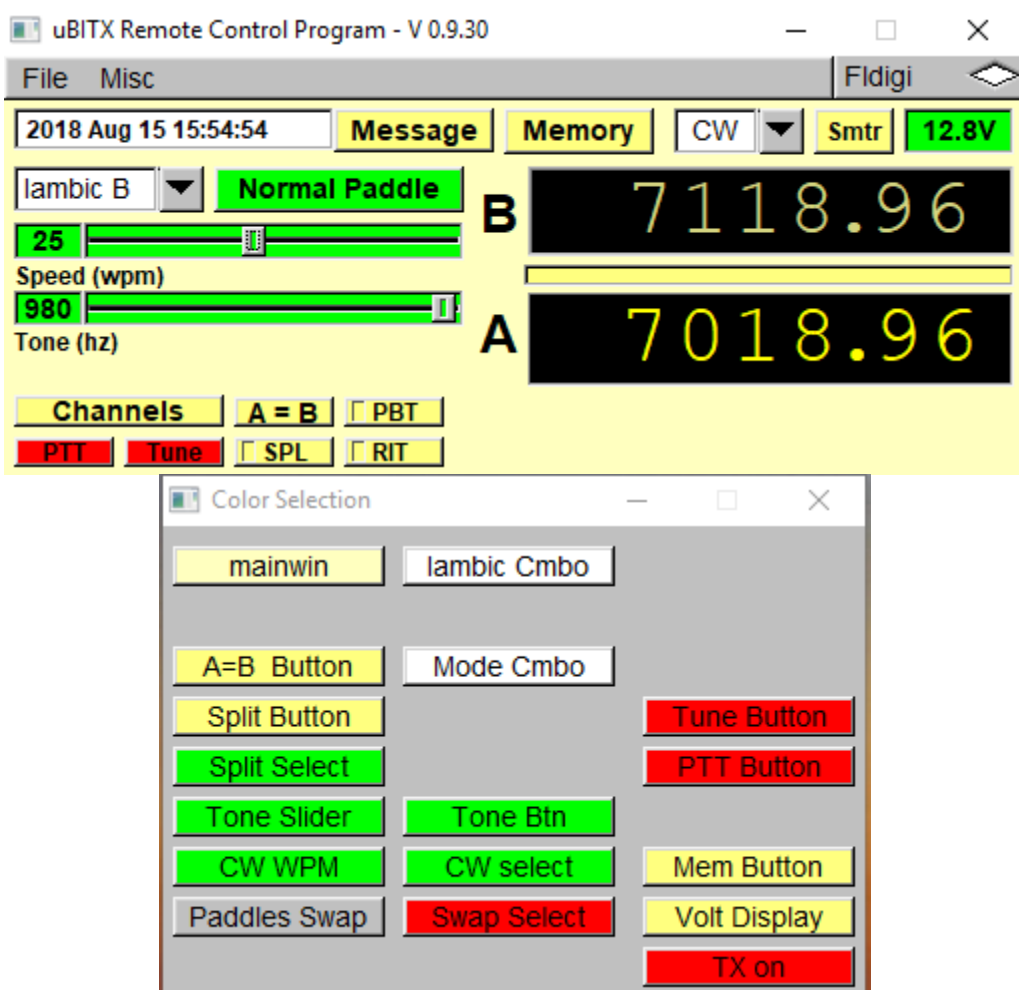 uBITX Remote Control Program - V 0.9.30
File Misc Fldigi
2018 Aug 15 15:54:54 Message Memory CW Smtr 12.8V
Iambic B Normal Paddle B 7118.96
25
Speed (wpm)
980
Tone (hz) A 7018.96
Channels A = B PBT
PTT Tune SPL RIT
Color Selection
mainwin Iambic Cmbo
A=B Button Mode Cmbo
Split Button Tune Button
Split Select PTT Button
Tone Slider Tone Btn
CW WPM CW select Mem Button
Paddles Swap Swap Select Volt Display
TX on